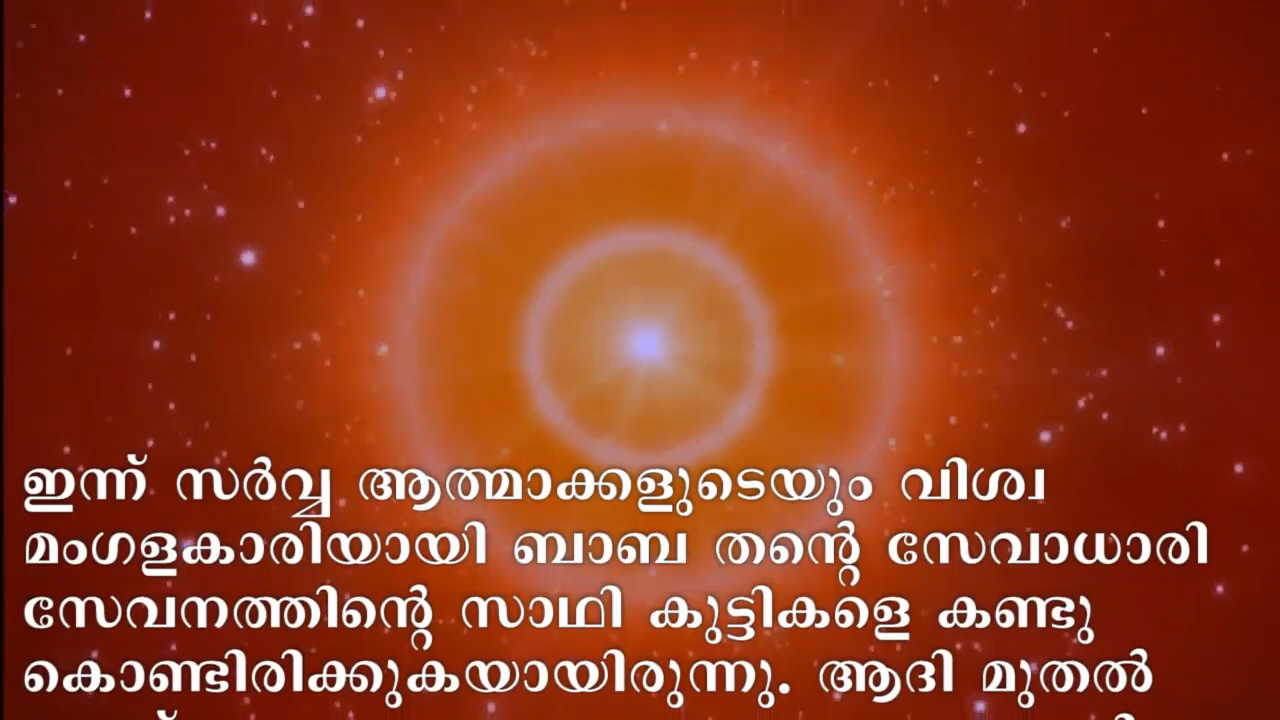 ഇന്ന് സർവ്വ ആത്മാക്കളുടെയും വിശ്വ
മംഗളകാരിയായി ബാബ തന്റെ സേവാധാരി
സേവനത്തിന്റെ സാഥി കുട്ടികളെ കണ്ടു
കൊണ്ടിരിക്കുകയായിരുന്നു. ആദി മുതൽ